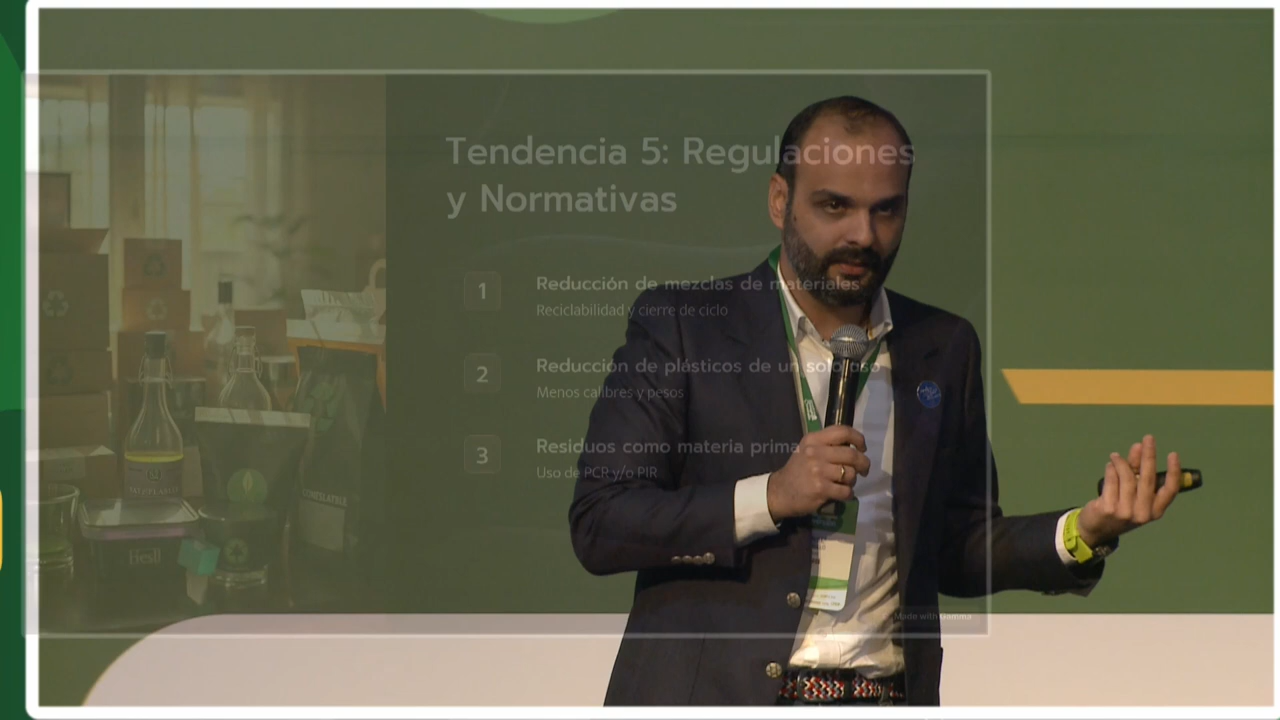 Tendencia 5: Regulaciones
y Normativas
1
Reducción de mezclas de materiales
Reciclabilidad y cierre de ciclo
2
Reducción de plásticos de un solo uso
Menos calibres y pesos
3
Residuos como materia prima
Uso de PCR y/o PIR
Made with Gamma